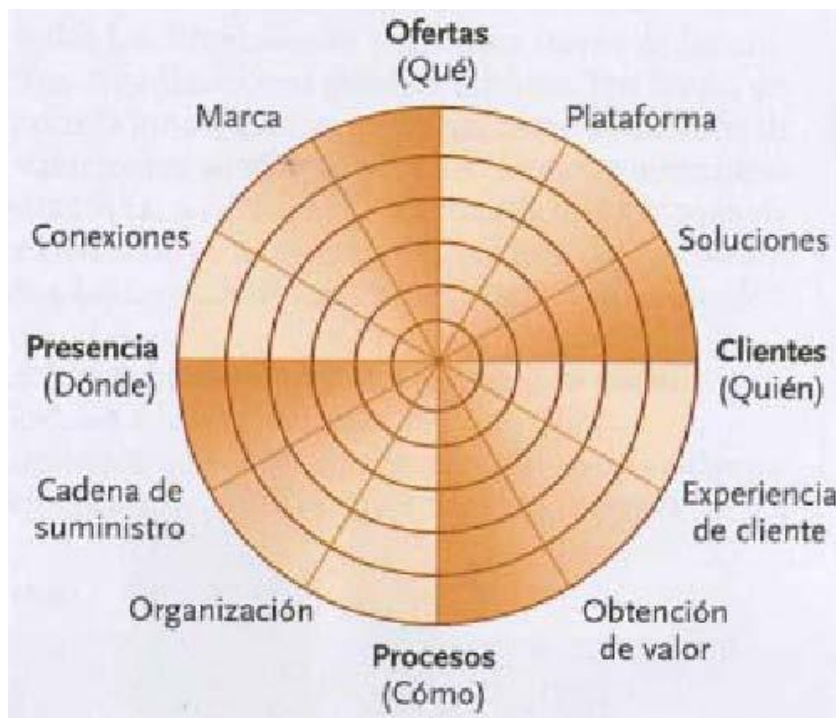 Ofertas
(Qué)
Marca
Plataforma
Conexiones
Soluciones
Presencia
(Dónde)
Clientes
(Quién)
Cadena de
suministro
Experiencia
de cliente
Organización
Obtención
de valor
Procesos
(Cómo)